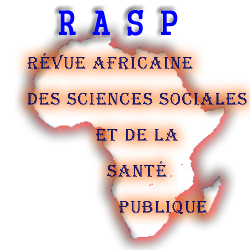 R A S P
RÉVUE AFRICAINE
DES SCIENCES SOCIALES
ET DE LA
SANTÉ
PUBLIQUE